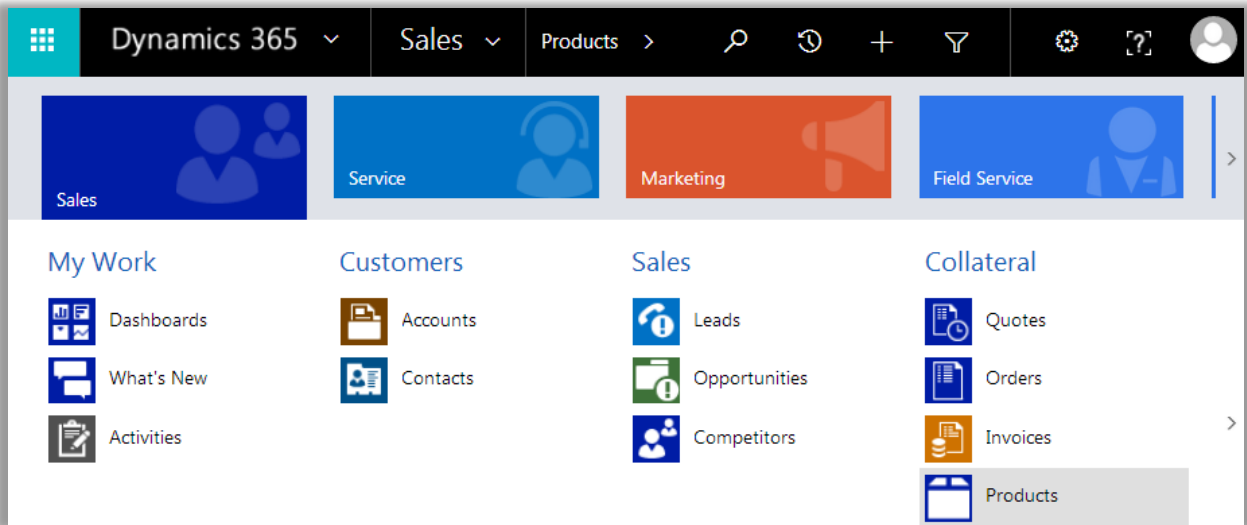 Dynamics 365 Sales Products
Sales Service Marketing Field Service
My Work Customers Sales Collateral
Dashboards Accounts Leads Quotes
What's New Contacts Opportunities Orders
Activities Competitors Invoices
Products